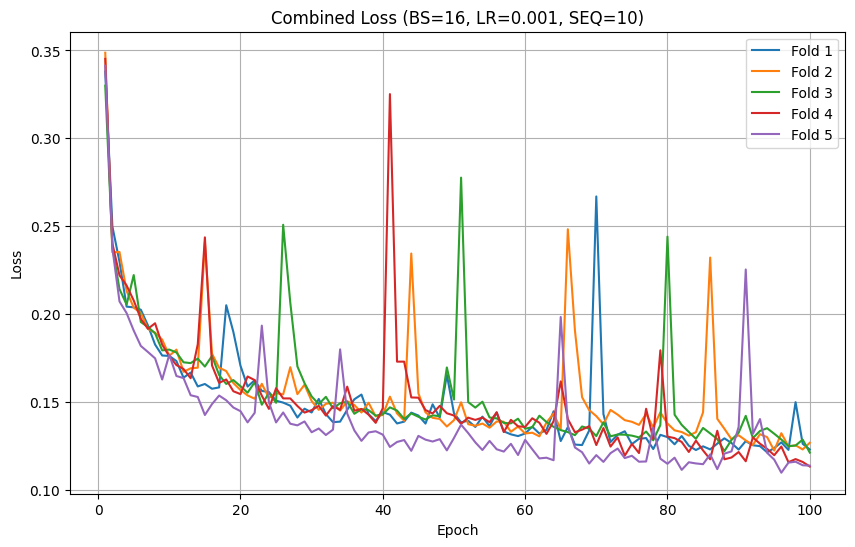 Combined Loss (BS=16, LR=0.001, SEQ=10)
Loss
0.35
0.30
0.25
0.20
0.15
0.10
0
20
40
60
80
100
Epoch
Fold 1
Fold 2
Fold 3
Fold 4
Fold 5